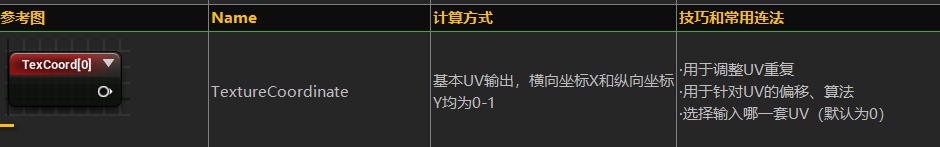 参考图 Name 计算方式 技巧和常用连法
TexCoord[0]
TextureCoordinate
基本UV输出，横向坐标X和纵向坐标
Y均为0-1
·用于调整UV重复
·用于针对UV的偏移、算法
·选择输入哪一套UV（默认为0）